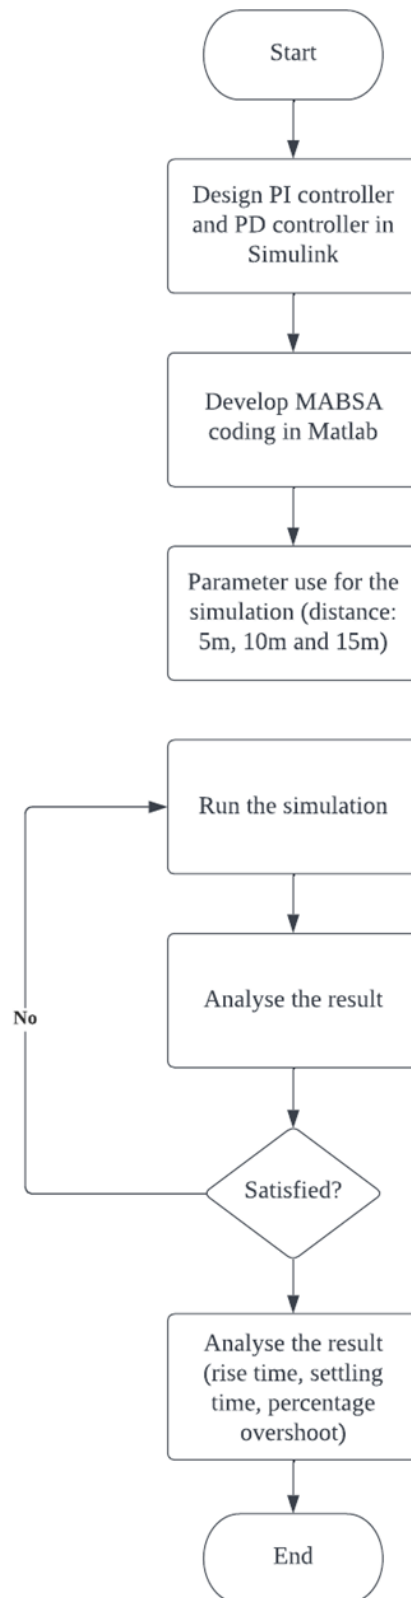 Start
Design PI controller
and PD controller in
Simulink
Develop MABSA
coding in Matlab
Parameter use for the
simulation (distance:
5m, 10m and 15m)
Run the simulation
Analyse the result
No
Satisfied?
Analyse the result
(rise time, settling
time, percentage
overshoot)
End